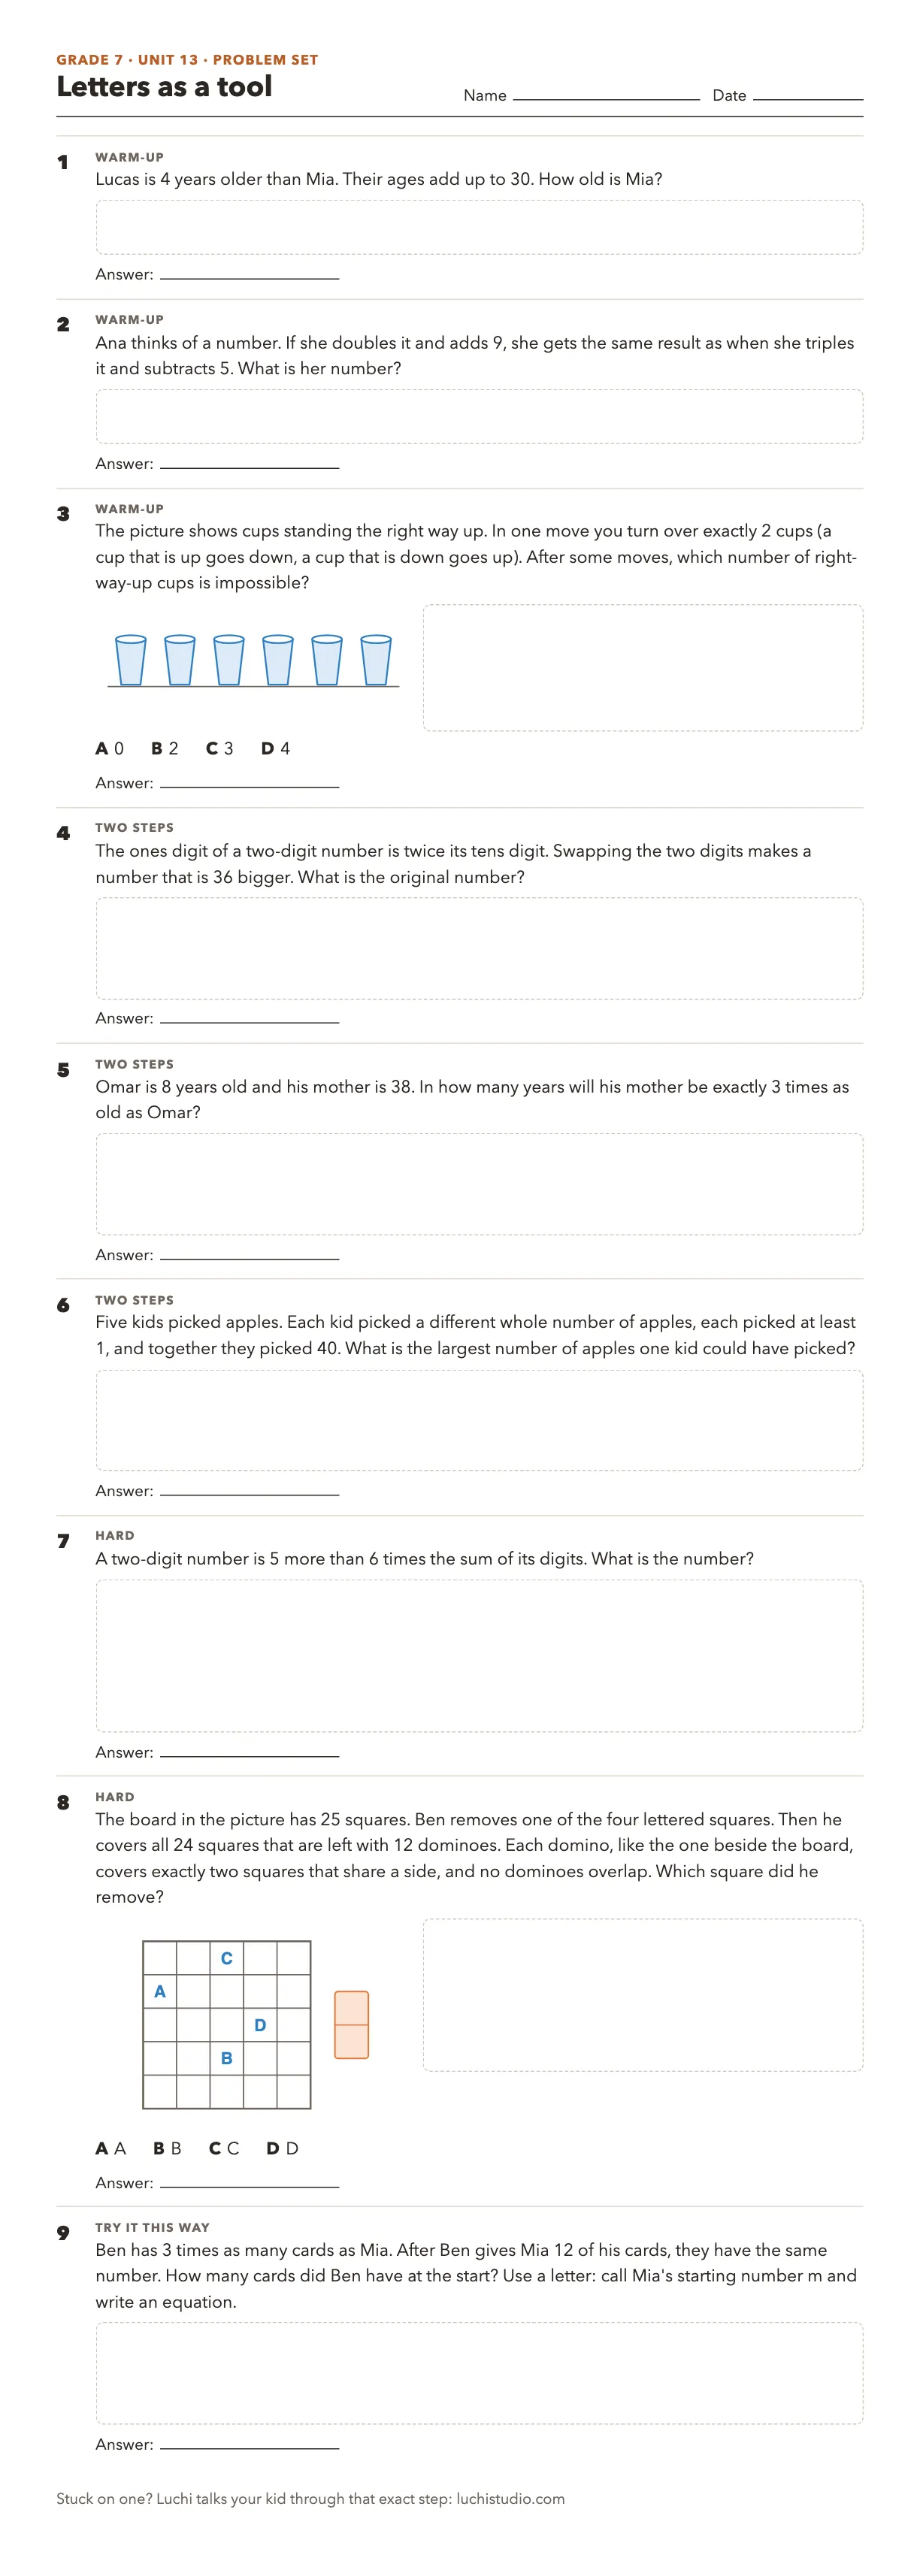 GRADE 7 · UNIT 13 · PROBLEM SET
Letters as a tool
Name Date
1
WARM-UP
Lucas is 4 years older than Mia. Their ages add up to 30. How old is Mia?
Answer:
2
WARM-UP
Ana thinks of a number. If she doubles it and adds 9, she gets the same result as when she triples
it and subtracts 5. What is her number?
Answer:
3
WARM-UP
The picture shows cups standing the right way up. In one move you turn over exactly 2 cups (a
cup that is up goes down, a cup that is down goes up). After some moves, which number of right-
way-up cups is impossible?
A 0 B 2 C 3 D 4
Answer:
4
TWO STEPS
The ones digit of a two-digit number is twice its tens digit. Swapping the two digits makes a
number that is 36 bigger. What is the original number?
Answer:
5
TWO STEPS
Omar is 8 years old and his mother is 38. In how many years will his mother be exactly 3 times as
old as Omar?
Answer:
6
TWO STEPS
Five kids picked apples. Each kid picked a different whole number of apples, each picked at least
1, and together they picked 40. What is the largest number of apples one kid could have picked?
Answer:
7
HARD
A two-digit number is 5 more than 6 times the sum of its digits. What is the number?
Answer:
8
HARD
The board in the picture has 25 squares. Ben removes one of the four lettered squares. Then he
covers all 24 squares that are left with 12 dominoes. Each domino, like the one beside the board,
covers exactly two squares that share a side, and no dominoes overlap. Which square did he
remove?
C
A
D
B
A A B B C C D D
Answer:
9
TRY IT THIS WAY
Ben has 3 times as many cards as Mia. After Ben gives Mia 12 of his cards, they have the same
number. How many cards did Ben have at the start? Use a letter: call Mia's starting number m and
write an equation.
Answer:
Stuck on one? Luchi talks your kid through that exact step: luchistudio.com